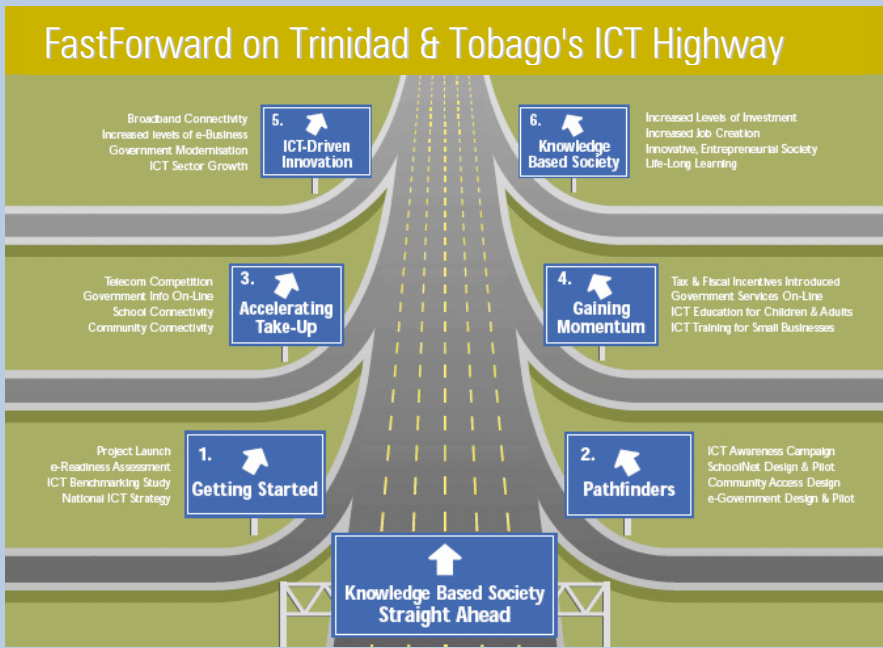 FastForward on Trinidad & Tobago's ICT Highway
Broadband Connectivity
Increased levels of e-Business
Government Modernisation
ICT Sector Growth
5.
ICT-Driven
Innovation
6.
Knowledge
Based Society
Increased Levels of Investment
Increased Job Creation
Innovative, Entrepreneurial Society
Life-Long Learning
Telecom Competition
Government Info On-Line
School Connectivity
Community Connectivity
3.
Accelerating
Take-Up
4.
Gaining
Momentum
Tax & Fiscal Incentives Introduced
Government Services On-Line
ICT Education for Children & Adults
ICT Training for Small Businesses
Project Launch
e-Readiness Assessment
ICT Benchmarking Study
National ICT Strategy
1.
Getting Started
2.
Pathfinders
ICT Awareness Campaign
SchoolNet Design & Pilot
Community Access Design
e-Government Design & Pilot
Knowledge Based Society
Straight Ahead